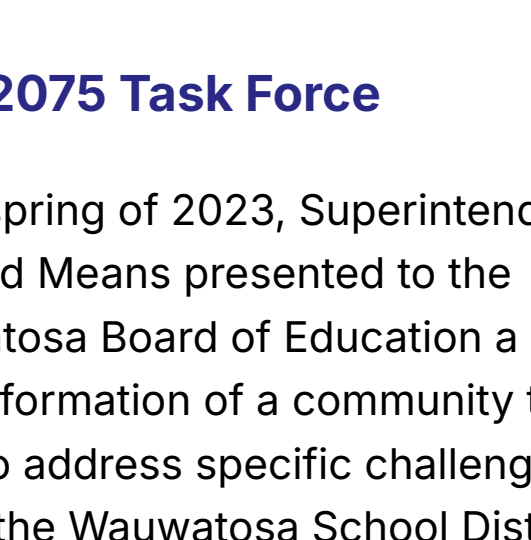 2075 Task Force
spring of 2023, Superintend
d Means presented to the
tosa Board of Education a
formation of a community t
o address specific challeng
the Wauwatosa School Dist